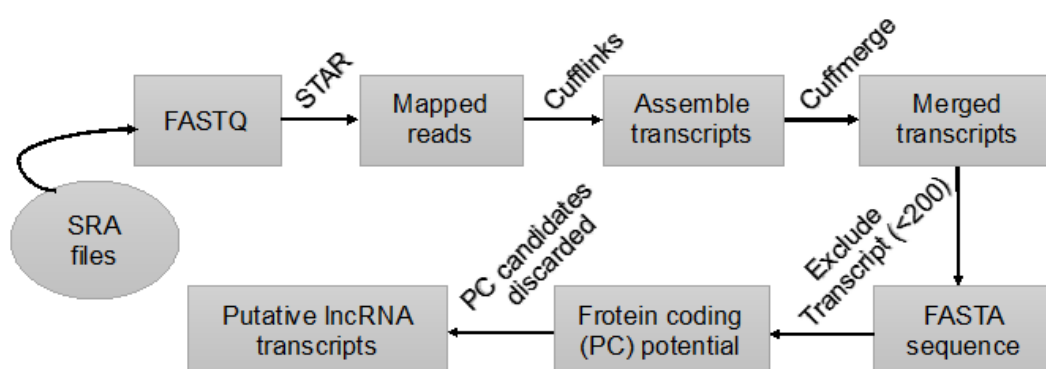 SRA
files
FASTQ
STAR
Mapped
reads
Cufflinks
Assemble
transcripts
Cuffmerge
Merged
transcripts
FASTA
sequence
Exclude
Transcript (<200)
Frotein coding
(PC) potential
PC candidates
discarded
Putative lncRNA
transcripts